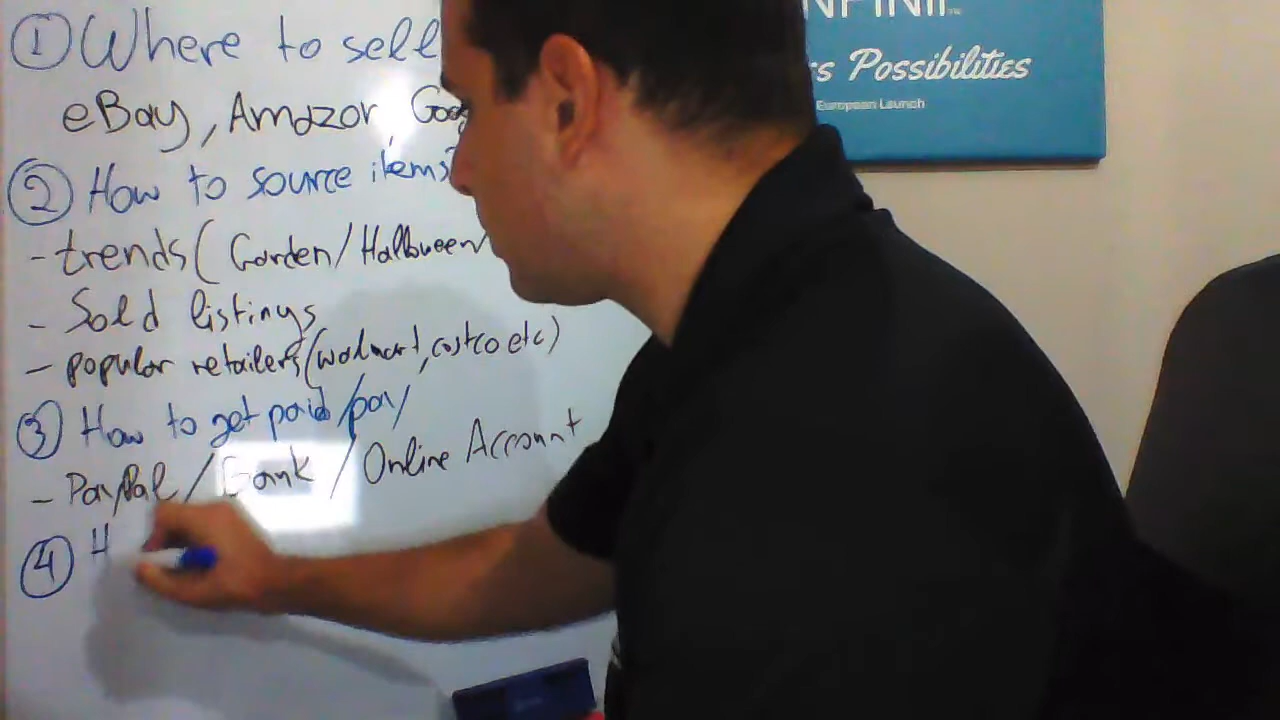 ① Where to sell
eBay, Amazon, Goog
② How to source items?
- trends (Garden/Halloween
- Sold listings
- popular retailers (walmart, costco etc)
③ How to get paid/pay
- PayPal / Bank / Online Account
④ H
s Possibilities
European Launch